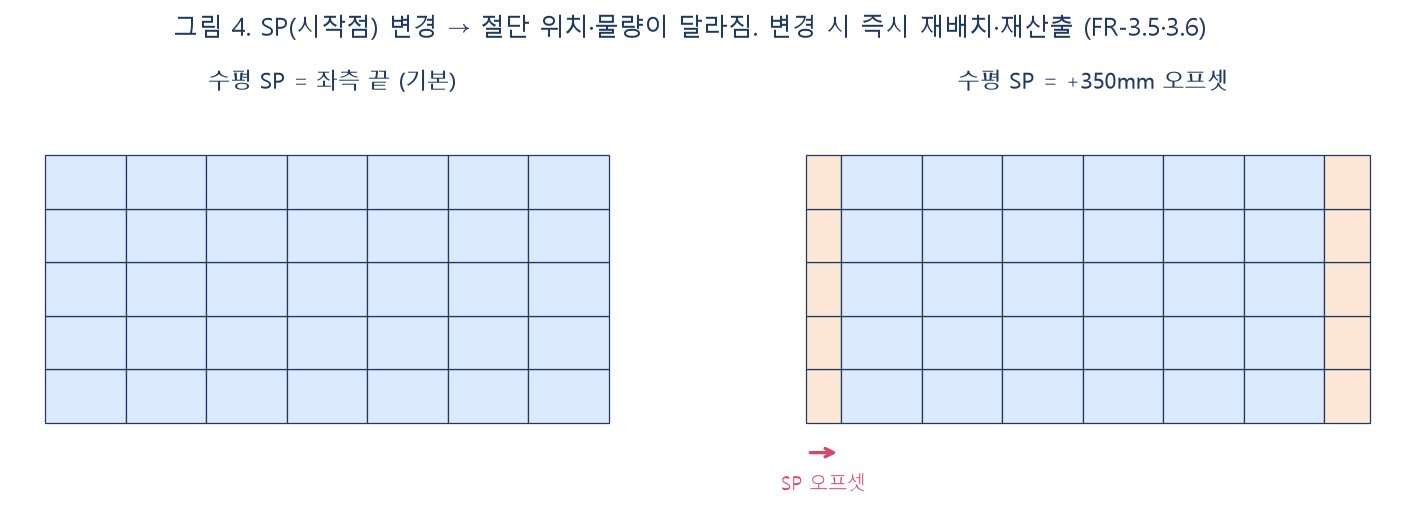 그림 4. SP(시작점) 변경 → 절단 위치·물량이 달라짐. 변경 시 즉시 재배치·재산출 (FR-3.5·3.6)
수평 SP = 좌측 끝 (기본)
수평 SP = +350mm 오프셋
SP 오프셋